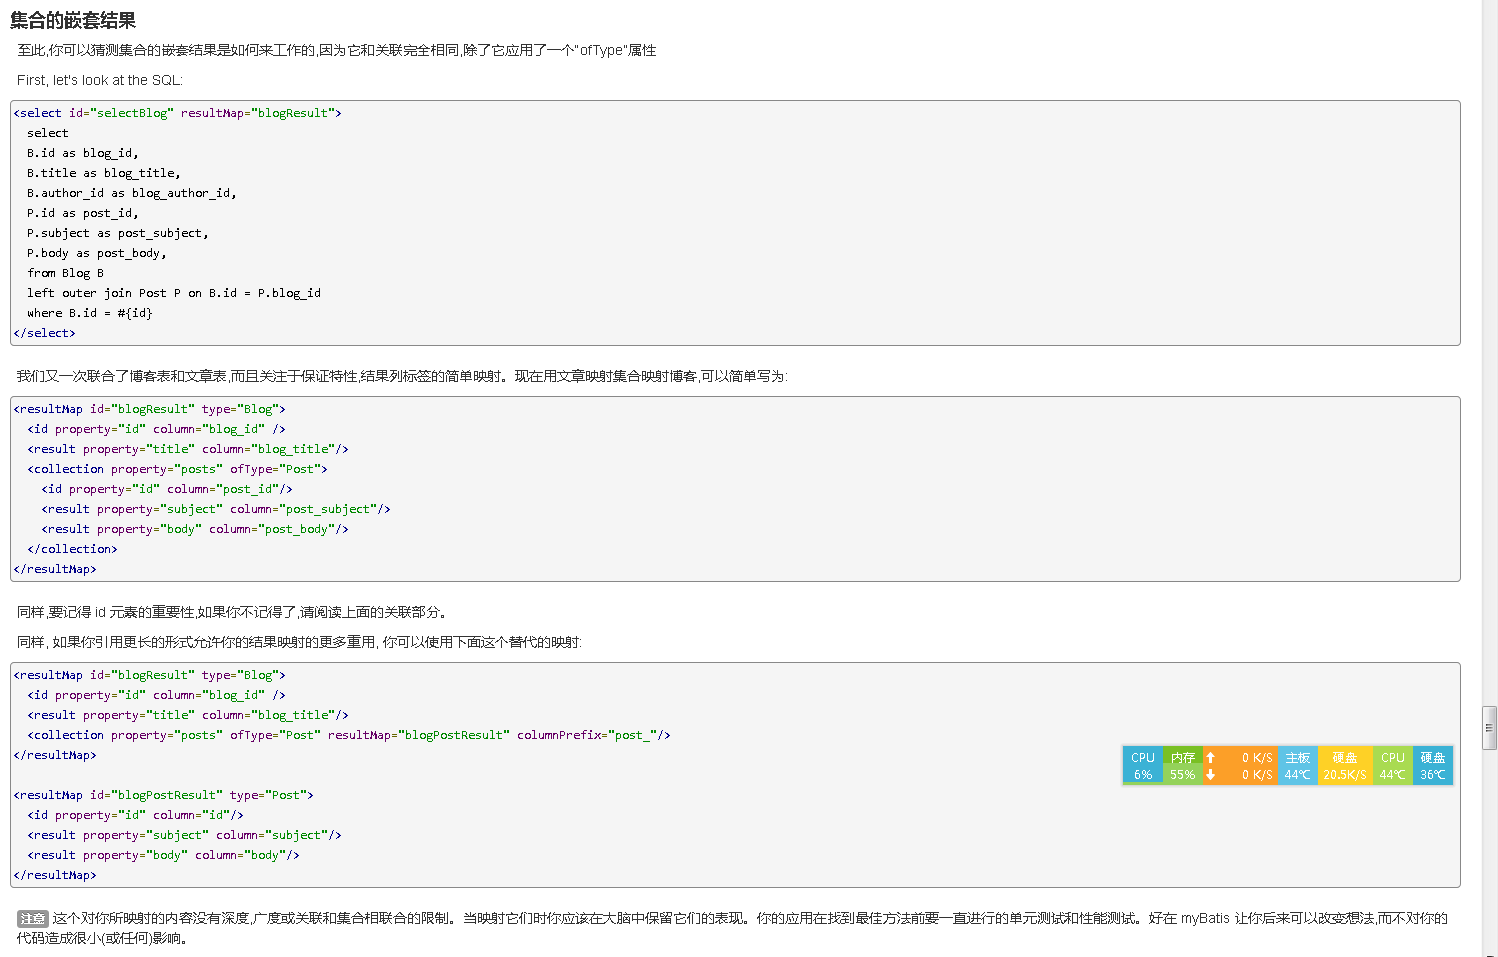 集合的嵌套结果
至此,你可以猜测集合的嵌套结果是如何来工作的,因为它和关联完全相同,除了它应用了一个"ofType"属性
First, let's look at the SQL:
<select id="selectBlog" resultMap="blogResult">
select
B.id as blog_id,
B.title as blog_title,
B.author_id as blog_author_id,
P.id as post_id,
P.subject as post_subject,
P.body as post_body,
from Blog B
left outer join Post P on B.id = P.blog_id
where B.id = #{id}
</select>
我们又一次联合了博客表和文章表,而且关注于保证特性,结果列标签的简单映射。现在用文章映射集合映射博客,可以简单写为:
<resultMap id="blogResult" type="Blog">
<id property="id" column="blog_id" />
<result property="title" column="blog_title"/>
<collection property="posts" ofType="Post">
<id property="id" column="post_id"/>
<result property="subject" column="post_subject"/>
<result property="body" column="post_body"/>
</collection>
</resultMap>
同样,要记得 id 元素的重要性,如果你不记得了,请阅读上面的关联部分。
同样, 如果你引用更长的形式允许你的结果映射的更多重用, 你可以使用下面这个替代的映射:
<resultMap id="blogResult" type="Blog">
<id property="id" column="blog_id" />
<result property="title" column="blog_title"/>
<collection property="posts" ofType="Post" resultMap="blogPostResult" columnPrefix="post_"/>
</resultMap>
<resultMap id="blogPostResult" type="Post">
<id property="id" column="id"/>
<result property="subject" column="subject"/>
<result property="body" column="body"/>
</resultMap>
CPU 内存 ↑ 0 K/S 主板 硬盘 CPU 硬盘
6% 55% ↓ 0 K/S 44℃ 20.5K/S 44℃ 36℃
注意 这个对你所映射的内容没有深度,广度或关联和集合相联合的限制。当映射它们时你应该在大脑中保留它们的表现。你的应用在找到最佳方法前要一直进行的单元测试和性能测试。好在 myBatis 让你后来可以改变想法,而不对你的
代码造成很小(或任何)影响。